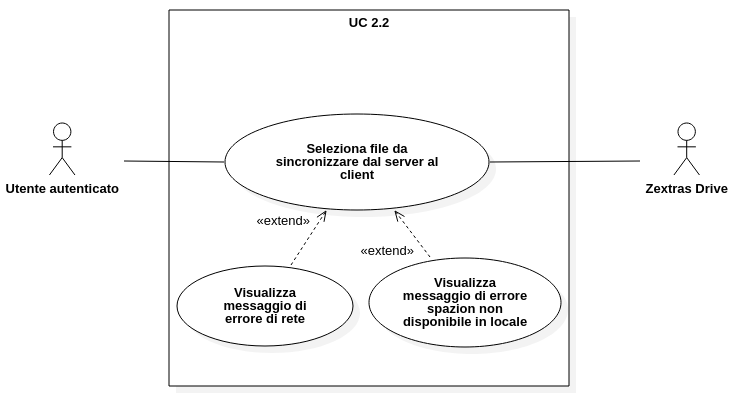 UC 2.2
Seleziona file da
sincronizzare dal server al
client
Utente autenticato
Zextras Drive
«extend»
«extend»
Visualizza
messaggio di
errore di rete
Visualizza
messaggio di errore
spazion non
disponibile in locale